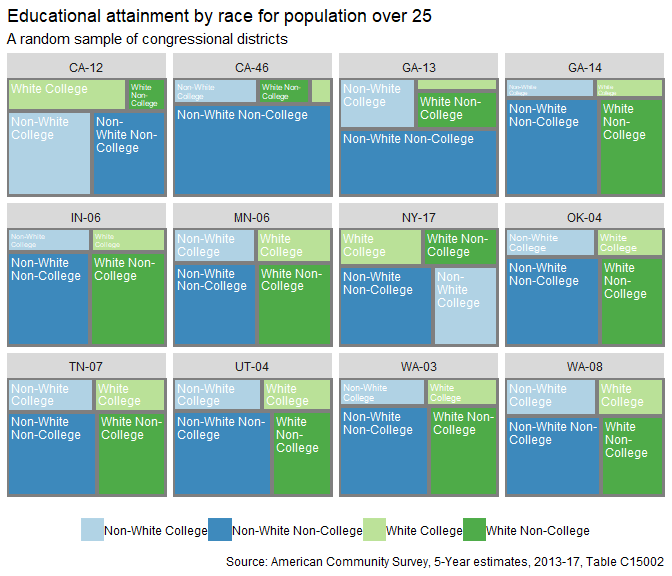 Educational attainment by race for population over 25
A random sample of congressional districts
CA-12
CA-46
GA-13
GA-14
White College
White
Non-
College
Non-White
College
Non-
White Non-
College
Non-White
College
White Non-
College
Non-White Non-College
Non-White
College
White Non-
College
Non-White Non-College
Non-White
College
White
College
Non-White
Non-College
White
Non-
College
IN-06
MN-06
NY-17
OK-04
Non-White
College
White
College
Non-White
Non-College
White Non-
College
Non-White
College
White
College
Non-White
Non-College
White Non-
College
White
College
White Non-
College
Non-White
Non-College
Non-
White
College
Non-White
College
White
College
Non-White
Non-College
White
Non-
College
TN-07
UT-04
WA-03
WA-08
Non-White
College
White
College
Non-White
Non-College
White Non-
College
Non-White
College
White
College
Non-White Non-
College
White
Non-
College
Non-White
College
White
College
Non-White
Non-College
White Non-
College
Non-White
College
White
College
Non-White Non-
College
White
Non-
College
Non-White College
Non-White Non-College
White College
White Non-College
Source: American Community Survey, 5-Year estimates, 2013-17, Table C15002